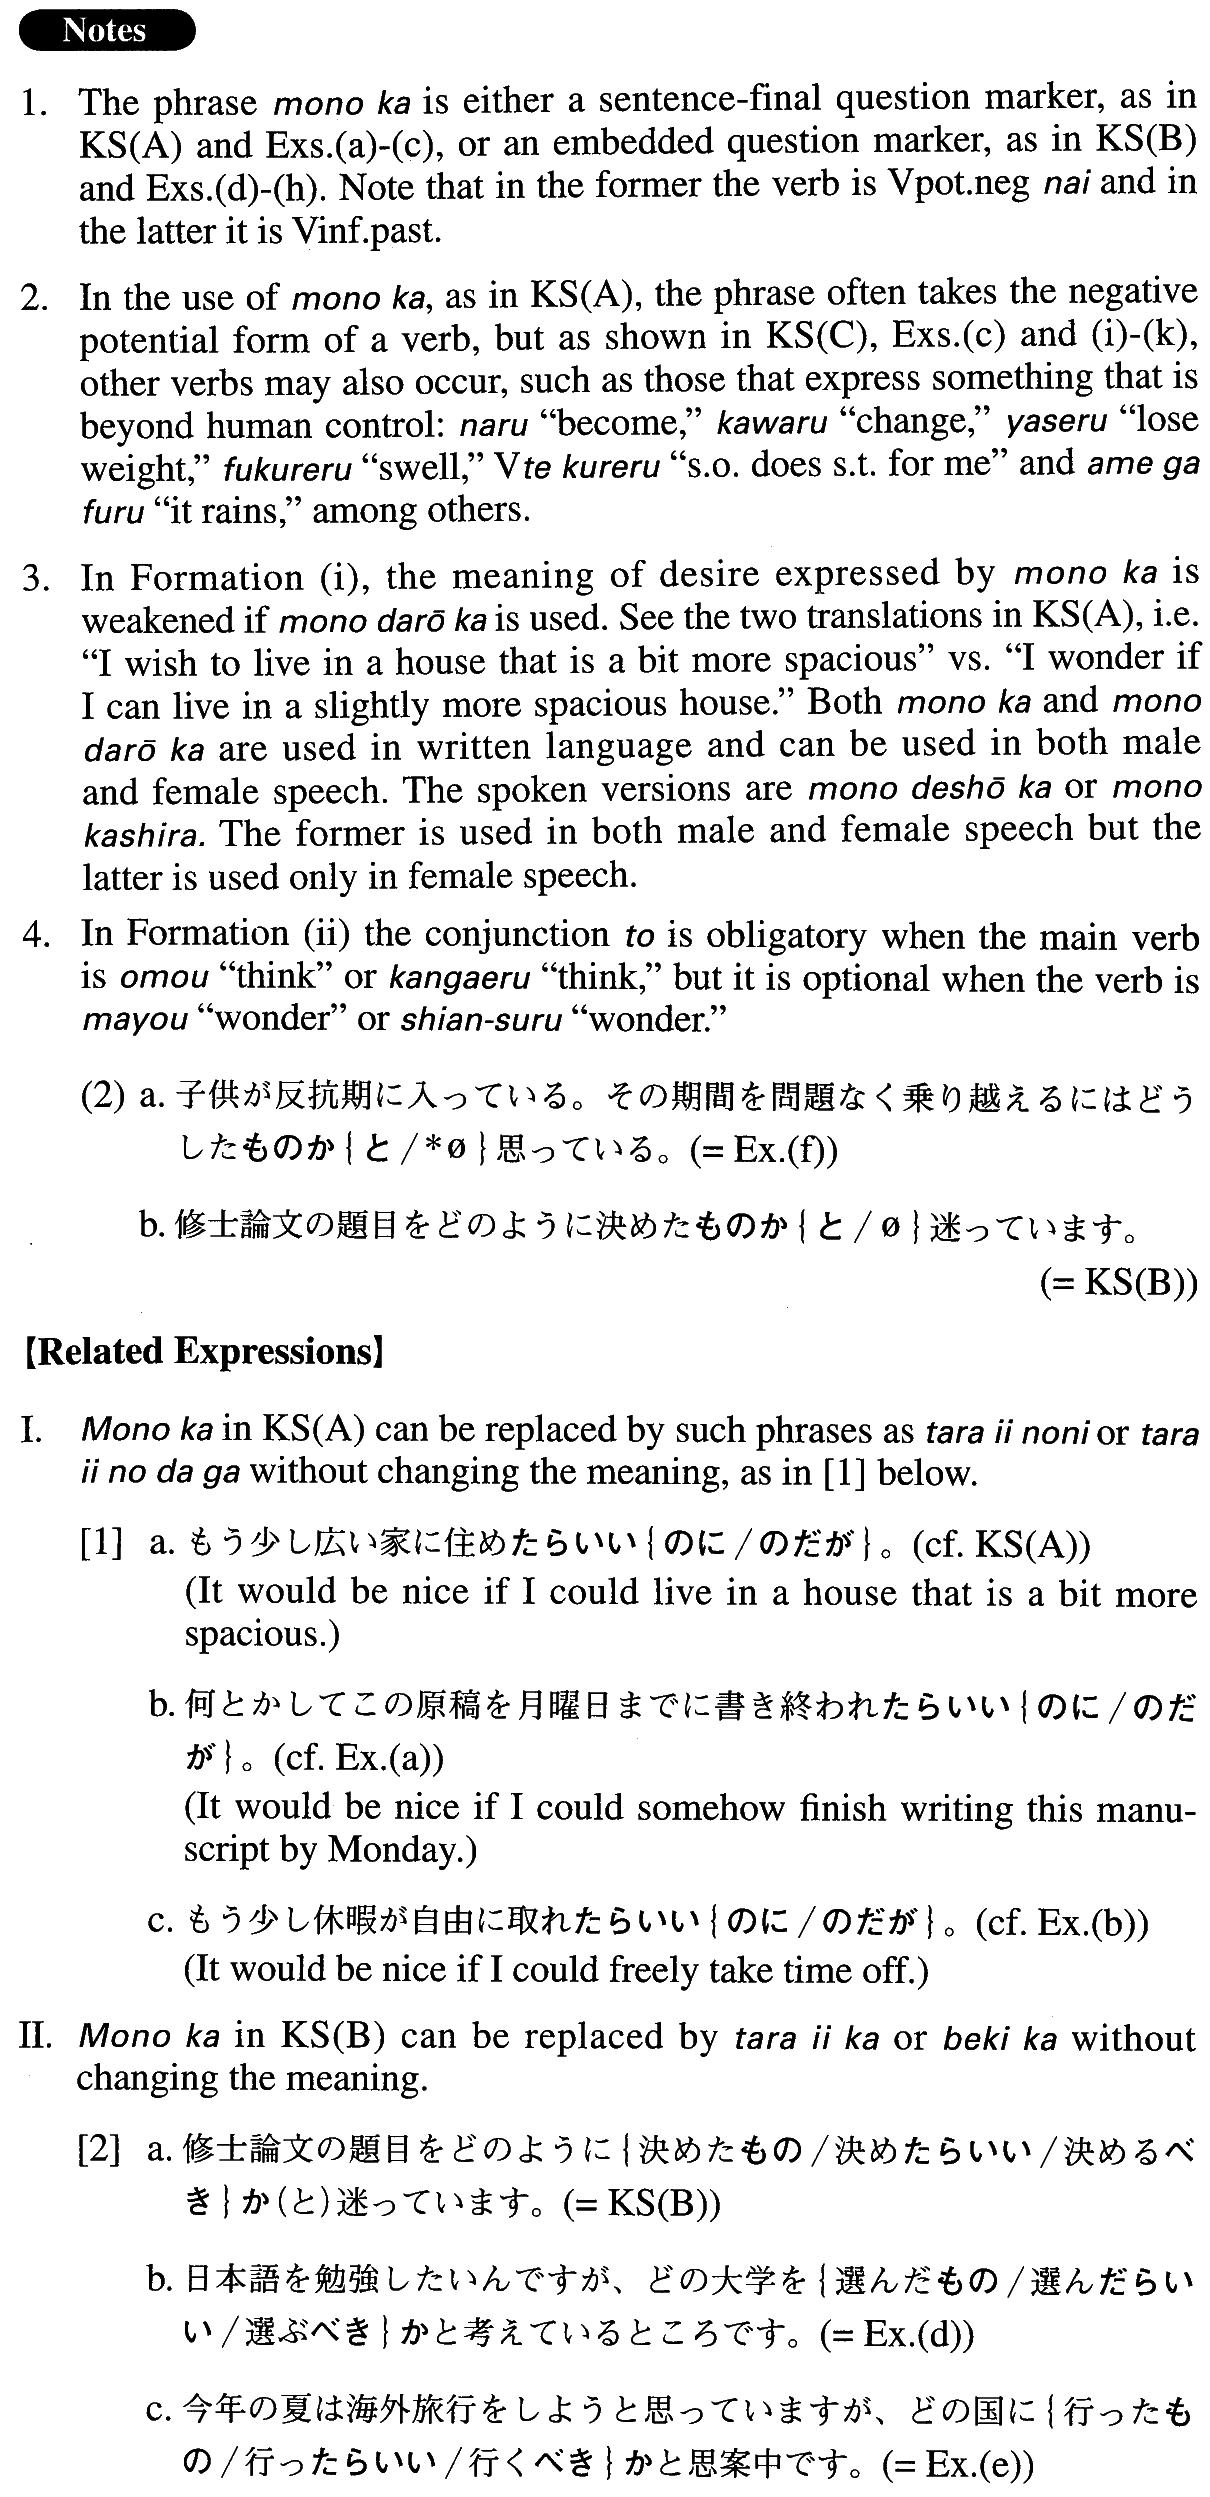 Notes
1. The phrase mono ka is either a sentence-final question marker, as in
KS(A) and Exs.(a)-(c), or an embedded question marker, as in KS(B)
and Exs.(d)-(h). Note that in the former the verb is Vpot.neg nai and in
the latter it is Vinf.past.
2. In the use of mono ka, as in KS(A), the phrase often takes the negative
potential form of a verb, but as shown in KS(C), Exs.(c) and (i)-(k),
other verbs may also occur, such as those that express something that is
beyond human control: naru “become,” kawaru “change,” yaseru “lose
weight,” fukureru “swell,” Vte kureru “s.o. does s.t. for me” and ame ga
furu “it rains,” among others.
3. In Formation (i), the meaning of desire expressed by mono ka is
weakened if mono darō ka is used. See the two translations in KS(A), i.e.
“I wish to live in a house that is a bit more spacious” vs. “I wonder if
I can live in a slightly more spacious house.” Both mono ka and mono
darō ka are used in written language and can be used in both male
and female speech. The spoken versions are mono deshō ka or mono
kashira. The former is used in both male and female speech but the
latter is used only in female speech.
4. In Formation (ii) the conjunction to is obligatory when the main verb
is omou “think” or kangaeru “think,” but it is optional when the verb is
mayou “wonder” or shian-suru “wonder.”
(2) a. 子供が反抗期に入っている。その期間を問題なく乗り越えるにはどう
したものか{と/*ø}思っている。(= Ex.(f))
b. 修士論文の題目をどのように決めたものか{と/ø}迷っています。
(= KS(B))
【Related Expressions】
I. Mono ka in KS(A) can be replaced by such phrases as tara ii noni or tara
ii no da ga without changing the meaning, as in [1] below.
[1] a. もう少し広い家に住めたらいい{のに/のだが}。(cf. KS(A))
(It would be nice if I could live in a house that is a bit more
spacious.)
b. 何とかしてこの原稿を月曜日までに書き終われたらいい{のに/のだ
が}。(cf. Ex.(a))
(It would be nice if I could somehow finish writing this manu-
script by Monday.)
c. もう少し休暇が自由に取れたらいい{のに/のだが}。(cf. Ex.(b))
(It would be nice if I could freely take time off.)
II. Mono ka in KS(B) can be replaced by tara ii ka or beki ka without
changing the meaning.
[2] a. 修士論文の題目をどのように{決めたもの/決めたらいい/決めるべ
き}か(と)迷っています。(= KS(B))
b. 日本語を勉強したいんですが、どの大学を{選んだもの/選んだらい
い/選ぶべき}かと考えているところです。(= Ex.(d))
c. 今年の夏は海外旅行をしようと思っていますが、どの国に{行ったも
の/行ったらいい/行くべき}かと思案中です。(= Ex.(e))